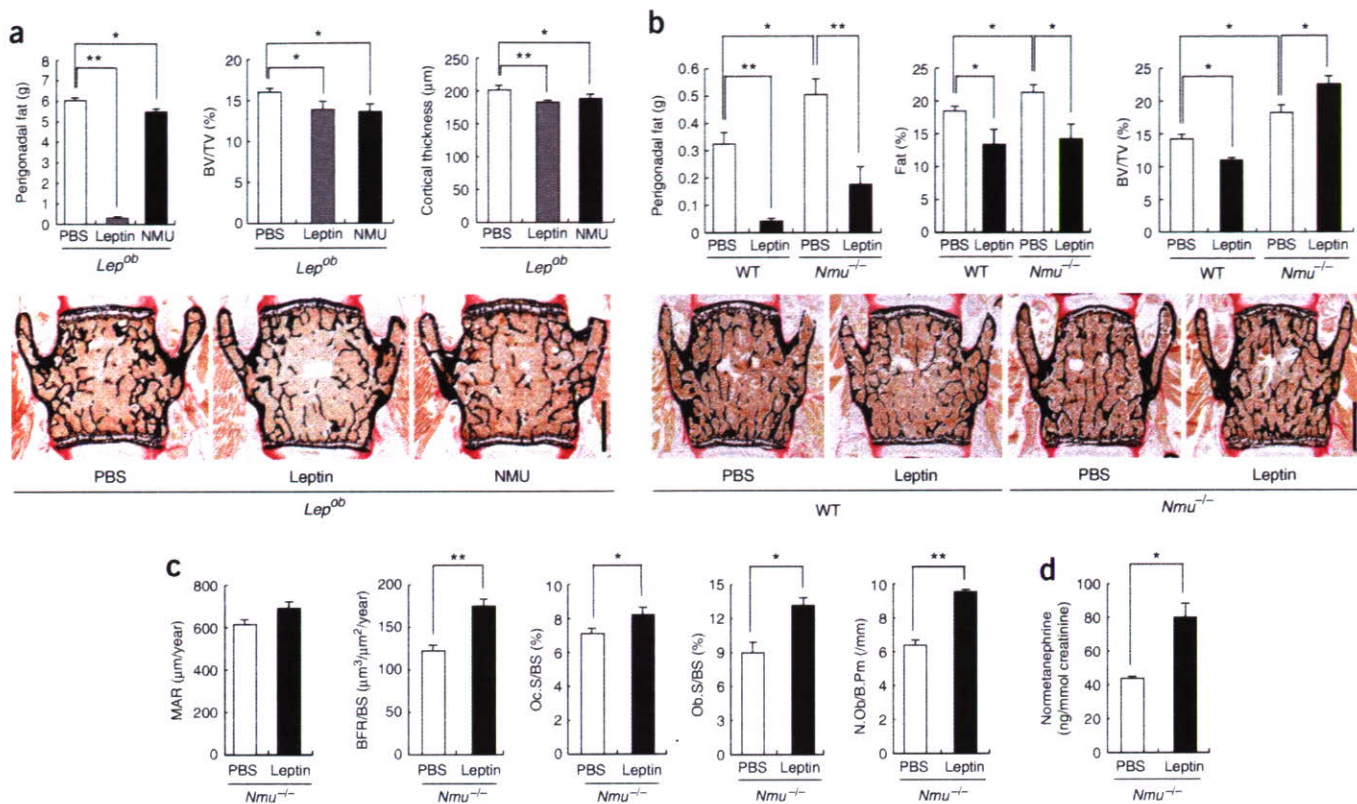 a
Perigonadal fat (g)
8
7
6
5
4
3
2
1
0
*
**
PBS Leptin NMU
Lep^ob
BV/TV (%)
20
15
10
5
0
*
*
PBS Leptin NMU
Lep^ob
Cortical thickness (µm)
250
200
150
100
50
0
*
**
PBS Leptin NMU
Lep^ob
PBS Leptin NMU
Lep^ob
b
Perigonadal fat (g)
0.6
0.5
0.4
0.3
0.2
0.1
0
*
**
**
PBS Leptin PBS Leptin
WT Nmu^−/−
Fat (%)
25
20
15
10
5
0
*
*
*
PBS Leptin PBS Leptin
WT Nmu^−/−
BV/TV (%)
25
20
15
10
5
0
*
*
*
PBS Leptin PBS Leptin
WT Nmu^−/−
PBS Leptin PBS Leptin
WT Nmu^−/−
c
MAR (µm/year)
800
600
400
200
0
PBS Leptin
Nmu^−/−
BFR/BS (µm³/µm²/year)
200
150
100
50
0
**
PBS Leptin
Nmu^−/−
Oc.S/BS (%)
10
8
6
4
2
0
*
PBS Leptin
Nmu^−/−
Ob.S/BS (%)
15
12
9
6
3
0
*
PBS Leptin
Nmu^−/−
N.Ob/B.Pm (/mm)
10
8
6
4
2
0
**
PBS Leptin
Nmu^−/−
d
Normetanephrine
(ng/mmol creatinine)
100
80
60
40
20
0
*
PBS Leptin
Nmu^−/−